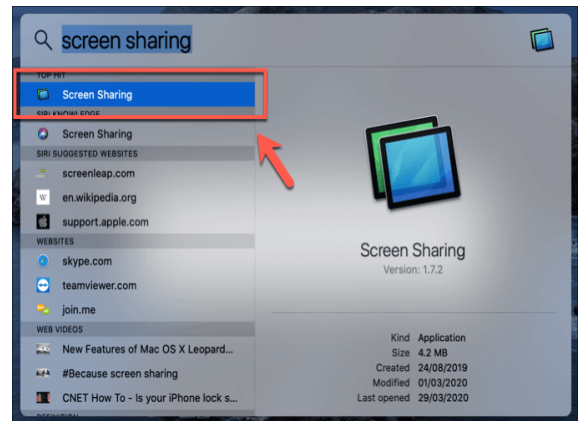 screen sharing
TOP HIT
Screen Sharing
SIRI KNOWLEDGE
Screen Sharing
SIRI SUGGESTED WEBSITES
screenleap.com
en.wikipedia.org
support.apple.com
WEBSITES
skype.com
teamviewer.com
join.me
WEB VIDEOS
New Features of Mac OS X Leopard...
#Because screen sharing
CNET How To - Is your iPhone lock s...
DEFINITION
Screen Sharing
Version: 1.7.2
Kind Application
Size 4.2 MB
Created 24/08/2019
Modified 01/03/2020
Last opened 29/03/2020